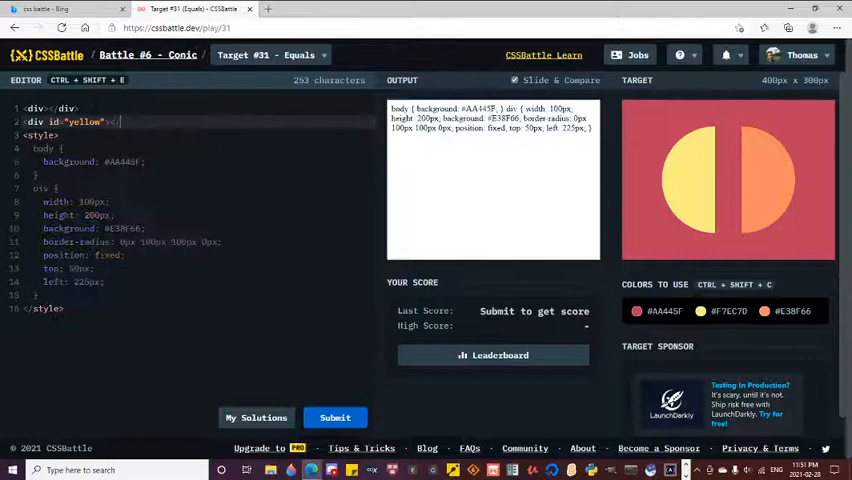 css battle - Bing
Target #31 (Equals) - CSSBattle
https://cssbattle.dev/play/31
CSSBattle
Battle #6 - Conic
Target #31 - Equals
CSSBattle Learn
Jobs
Thomas
EDITOR CTRL + SHIFT + E
253 characters
OUTPUT
Slide & Compare
TARGET
400px x 300px
1 <div></div>
2 <div id="yellow"></
3 <style>
4 body {
5 background: #AA445F;
6 }
7 div {
8 width: 100px;
9 height: 200px;
10 background: #E38F66;
11 border-radius: 0px 100px 100px 0px;
12 position: fixed;
13 top: 50px;
14 left: 225px;
15 }
16 </style>
body { background: #AA445F; } div { width: 100px;
height: 200px; background: #E38F66; border-radius: 0px
100px 100px 0px; position: fixed; top: 50px; left: 225px; }
YOUR SCORE
Last Score: Submit to get score
High Score: -
Leaderboard
COLORS TO USE CTRL + SHIFT + C
#AA445F #F7EC7D #E38F66
TARGET SPONSOR
LaunchDarkly
Testing in Production?
It's scary, until it's not.
Ship risk free with
LaunchDarkly. Try for
free!
My Solutions
Submit
© 2021 CSSBattle
Upgrade to PRO
Tips & Tricks
Blog
FAQs
Community
About
Become a Sponsor
Privacy & Terms
Type here to search
ENG
11:51 PM
2021-02-28